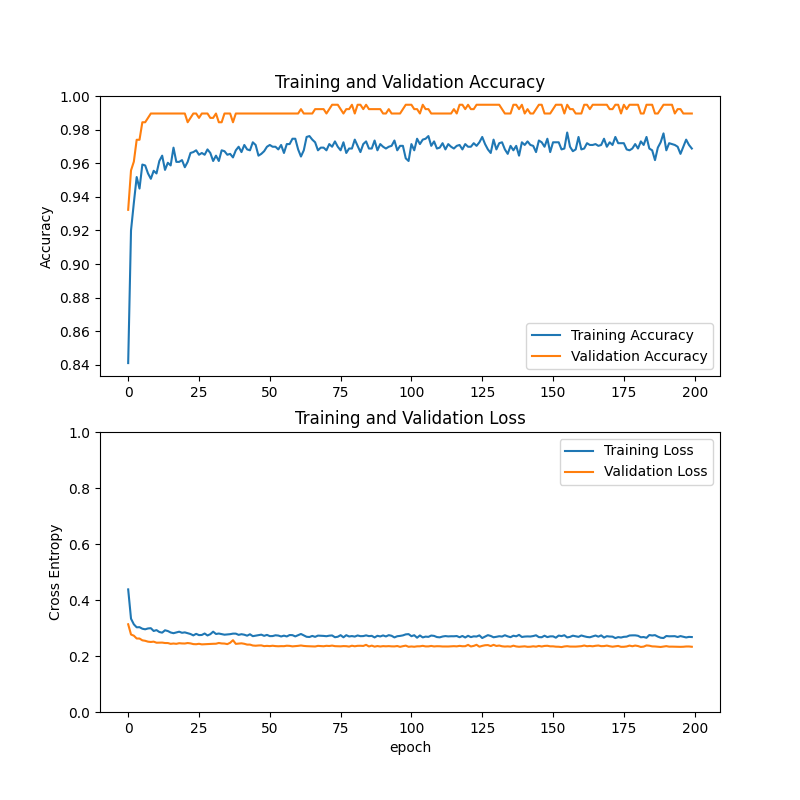 Training and Validation Accuracy
1.00
0.98
0.96
0.94
0.92
0.90
0.88
0.86
0.84
Accuracy
Training Accuracy
Validation Accuracy
0 25 50 75 100 125 150 175 200
Training and Validation Loss
1.0
0.8
0.6
0.4
0.2
0.0
Cross Entropy
Training Loss
Validation Loss
0 25 50 75 100 125 150 175 200
epoch